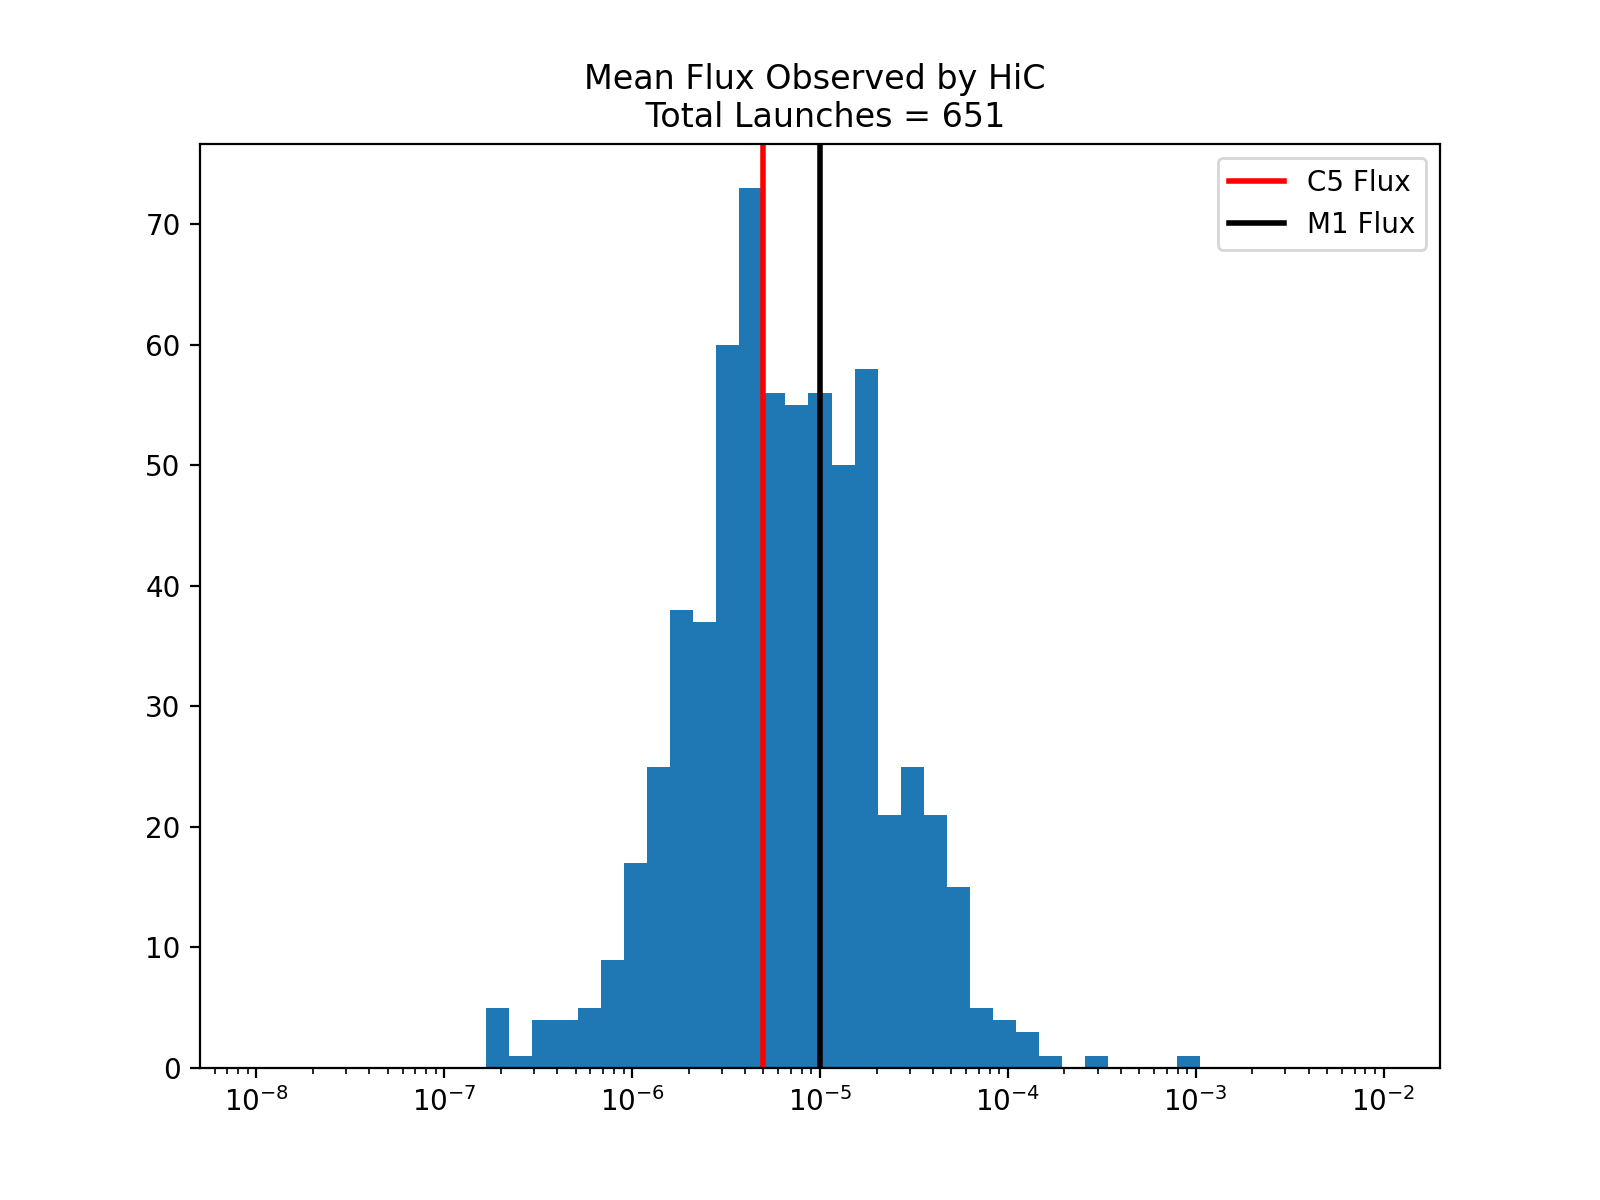 Mean Flux Observed by HiC
Total Launches = 651
C5 Flux
M1 Flux
70
60
50
40
30
20
10
0
10⁻⁸ 10⁻⁷ 10⁻⁶ 10⁻⁵ 10⁻⁴ 10⁻³ 10⁻²